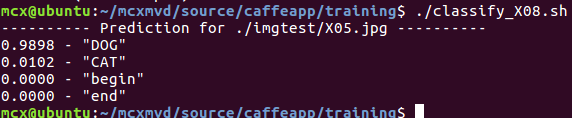 mcx@ubuntu:~/mcxmvd/source/caffeapp/training$ ./classify_X08.sh
---------- Prediction for ./imgtest/X05.jpg ----------
0.9898 - "DOG"
0.0102 - "CAT"
0.0000 - "begin"
0.0000 - "end"
mcx@ubuntu:~/mcxmvd/source/caffeapp/training$